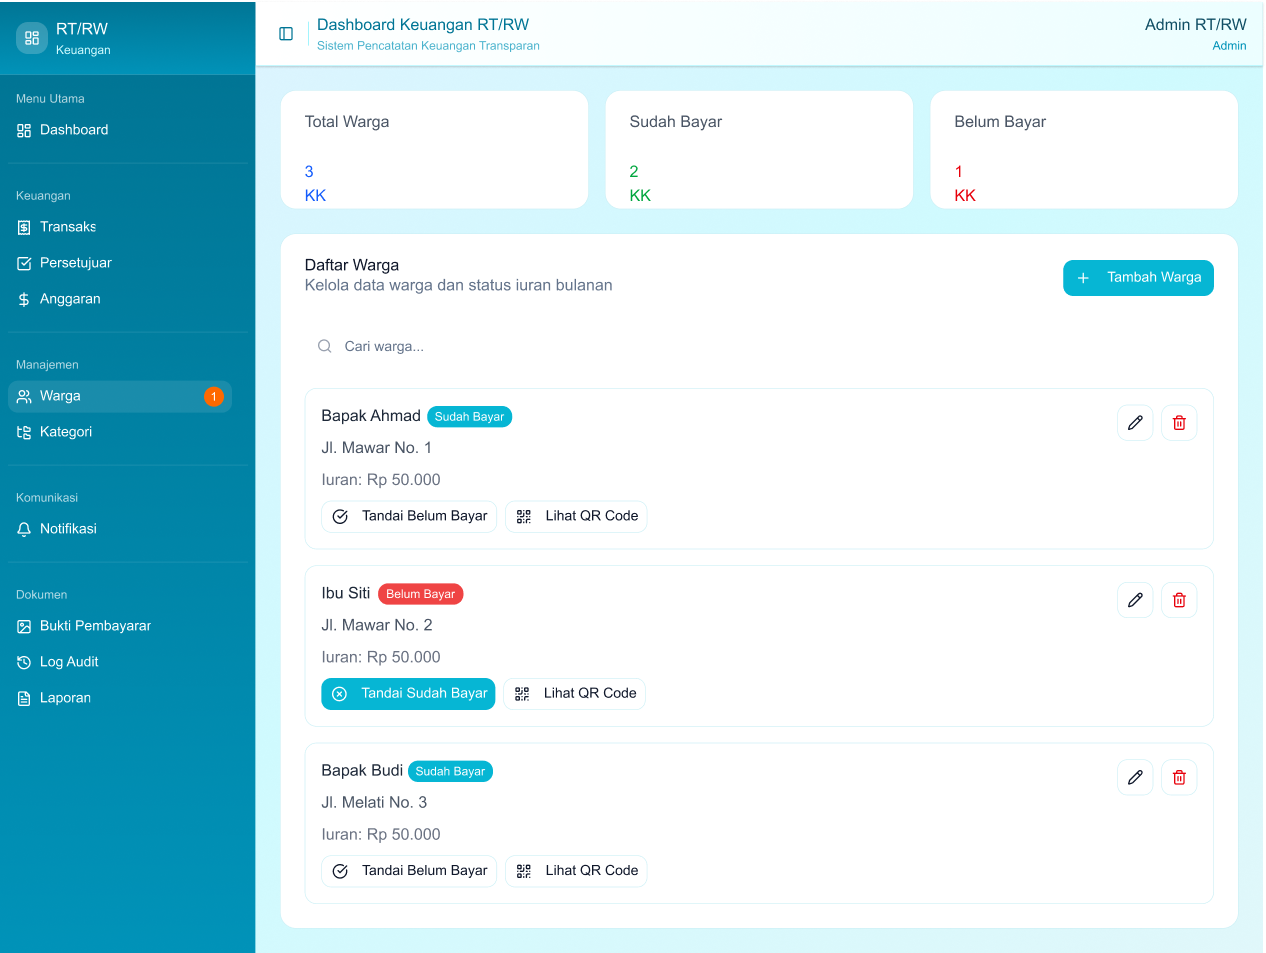 RT/RW
Keuangan
Menu Utama
Dashboard
Keuangan
Transaks
Persetujuar
Anggaran
Manajemen
Warga 1
Kategori
Komunikasi
Notifikasi
Dokumen
Bukti Pembayarar
Log Audit
Laporan
Dashboard Keuangan RT/RW
Sistem Pencatatan Keuangan Transparan
Admin RT/RW
Admin
Total Warga
3
KK
Sudah Bayar
2
KK
Belum Bayar
1
KK
Daftar Warga
Kelola data warga dan status iuran bulanan
Tambah Warga
Cari warga...
Bapak Ahmad Sudah Bayar
Jl. Mawar No. 1
Iuran: Rp 50.000
Tandai Belum Bayar Lihat QR Code
Ibu Siti Belum Bayar
Jl. Mawar No. 2
Iuran: Rp 50.000
Tandai Sudah Bayar Lihat QR Code
Bapak Budi Sudah Bayar
Jl. Melati No. 3
Iuran: Rp 50.000
Tandai Belum Bayar Lihat QR Code